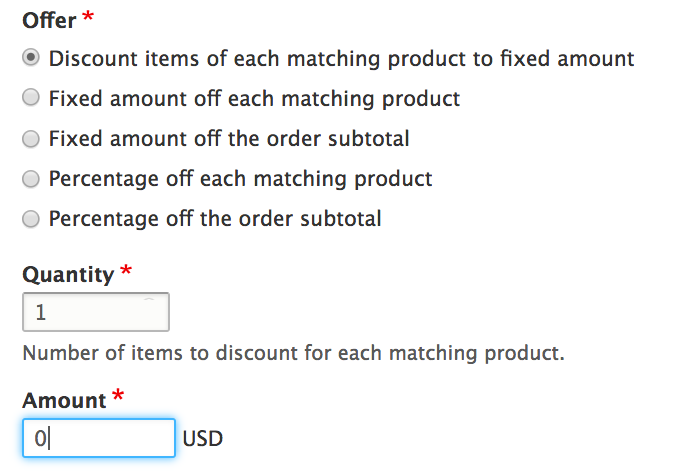 Offer *
Discount items of each matching product to fixed amount
Fixed amount off each matching product
Fixed amount off the order subtotal
Percentage off each matching product
Percentage off the order subtotal
Quantity *
1
Number of items to discount for each matching product.
Amount *
0 USD